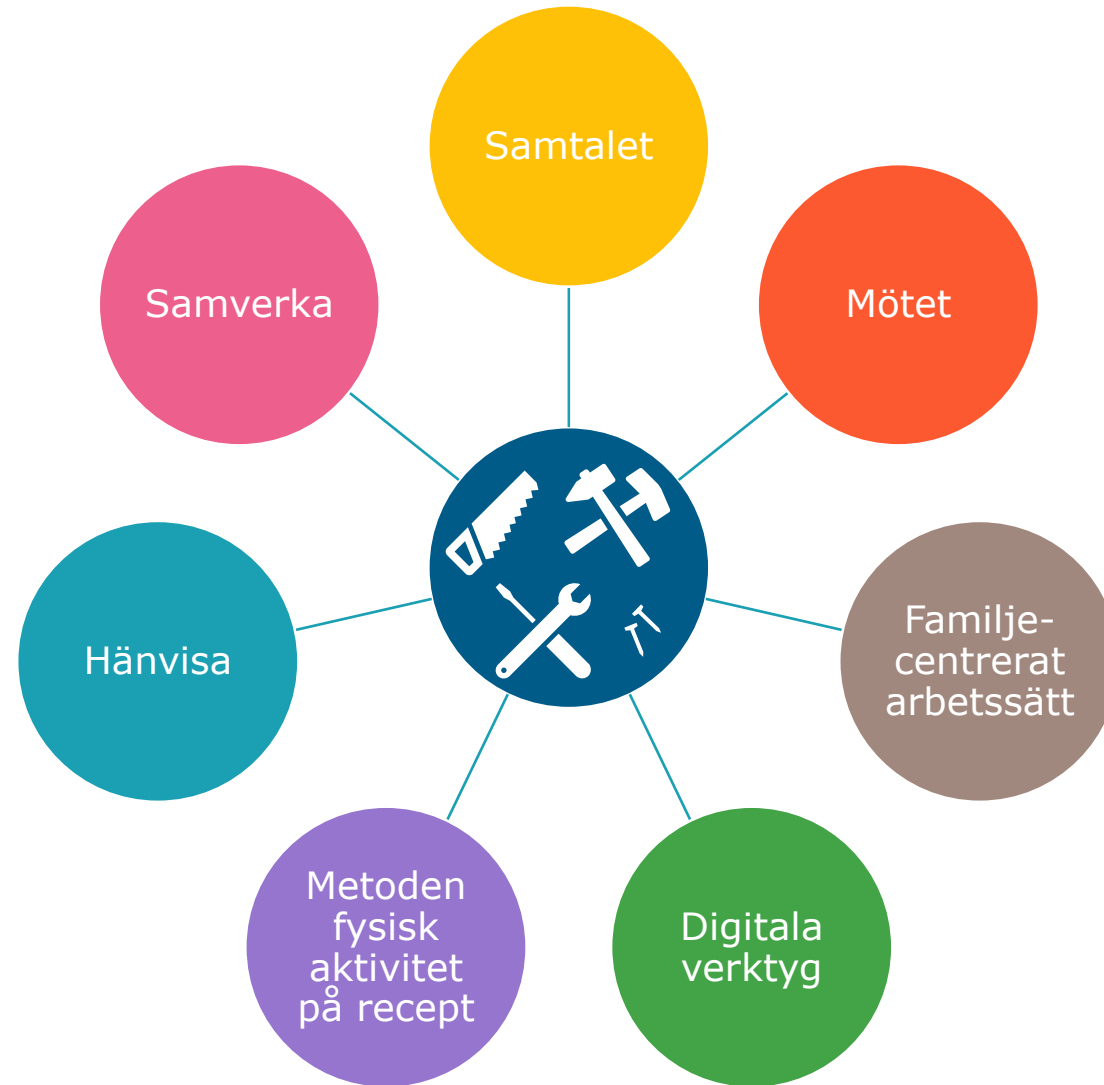 Samtalet
Mötet
Familje-
centrerat
arbetssätt
Digitala
verktyg
Metoden
fysisk
aktivitet
på recept
Hänvisa
Samverka